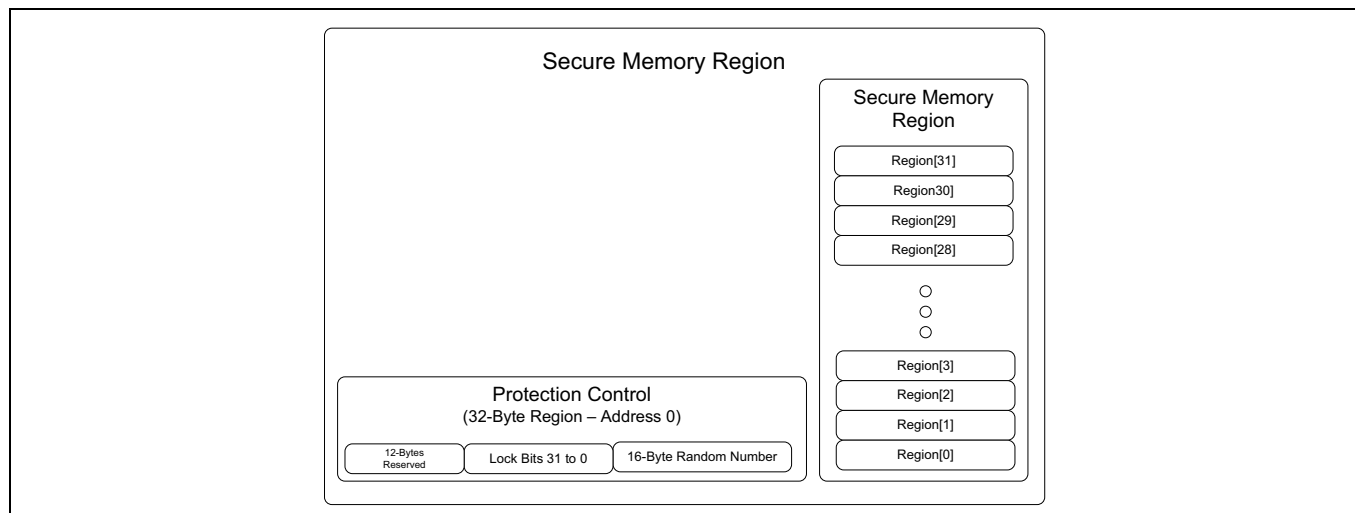 Secure Memory Region
Secure Memory
Region
Region[31]
Region30]
Region[29]
Region[28]
Region[3]
Region[2]
Region[1]
Region[0]
Protection Control
(32-Byte Region – Address 0)
12-Bytes
Reserved
Lock Bits 31 to 0
16-Byte Random Number